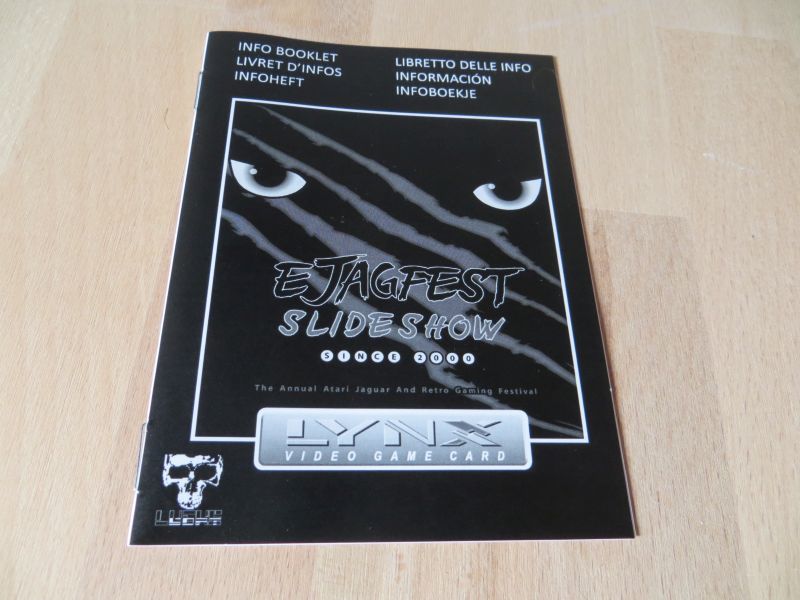 INFO BOOKLET
LIVRET D'INFOS
INFOHEFT
LIBRETTO DELLE INFO
INFORMACIÓN
INFOBOEKJE
EJAGFEST
SLIDESHOW
SINCE 2000
The Annual Atari Jaguar And Retro Gaming Festival
LYNX
VIDEO GAME CARD